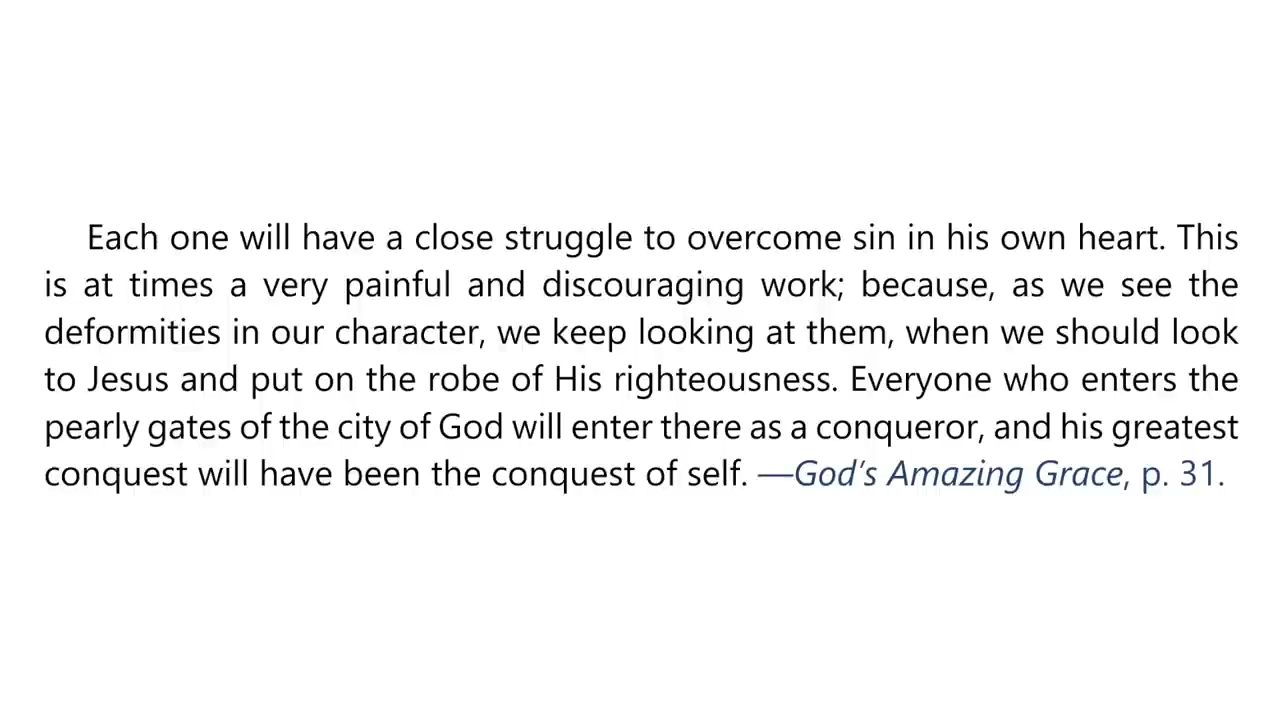 Each one will have a close struggle to overcome sin in his own heart. This
is at times a very painful and discouraging work; because, as we see the
deformities in our character, we keep looking at them, when we should look
to Jesus and put on the robe of His righteousness. Everyone who enters the
pearly gates of the city of God will enter there as a conqueror, and his greatest
conquest will have been the conquest of self. —God’s Amazing Grace, p. 31.